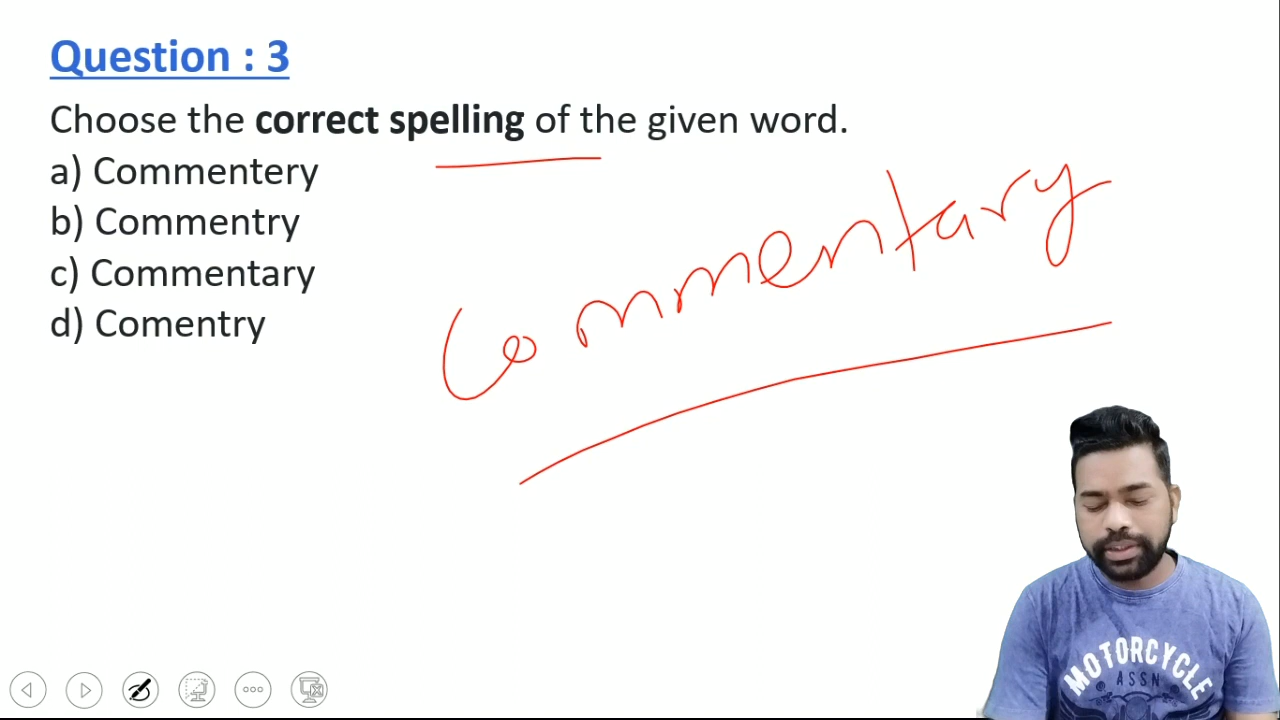 Question : 3
Choose the correct spelling of the given word.
a) Commentery
b) Commentry
c) Commentary
d) Comentry
Commentary
MOTORCYCLE
ASSN